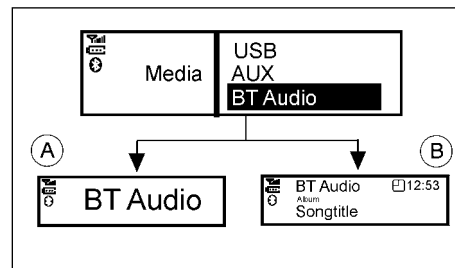 Media
USB
AUX
BT Audio
A
B
BT Audio
BT Audio 12:53
Album
Songtitle